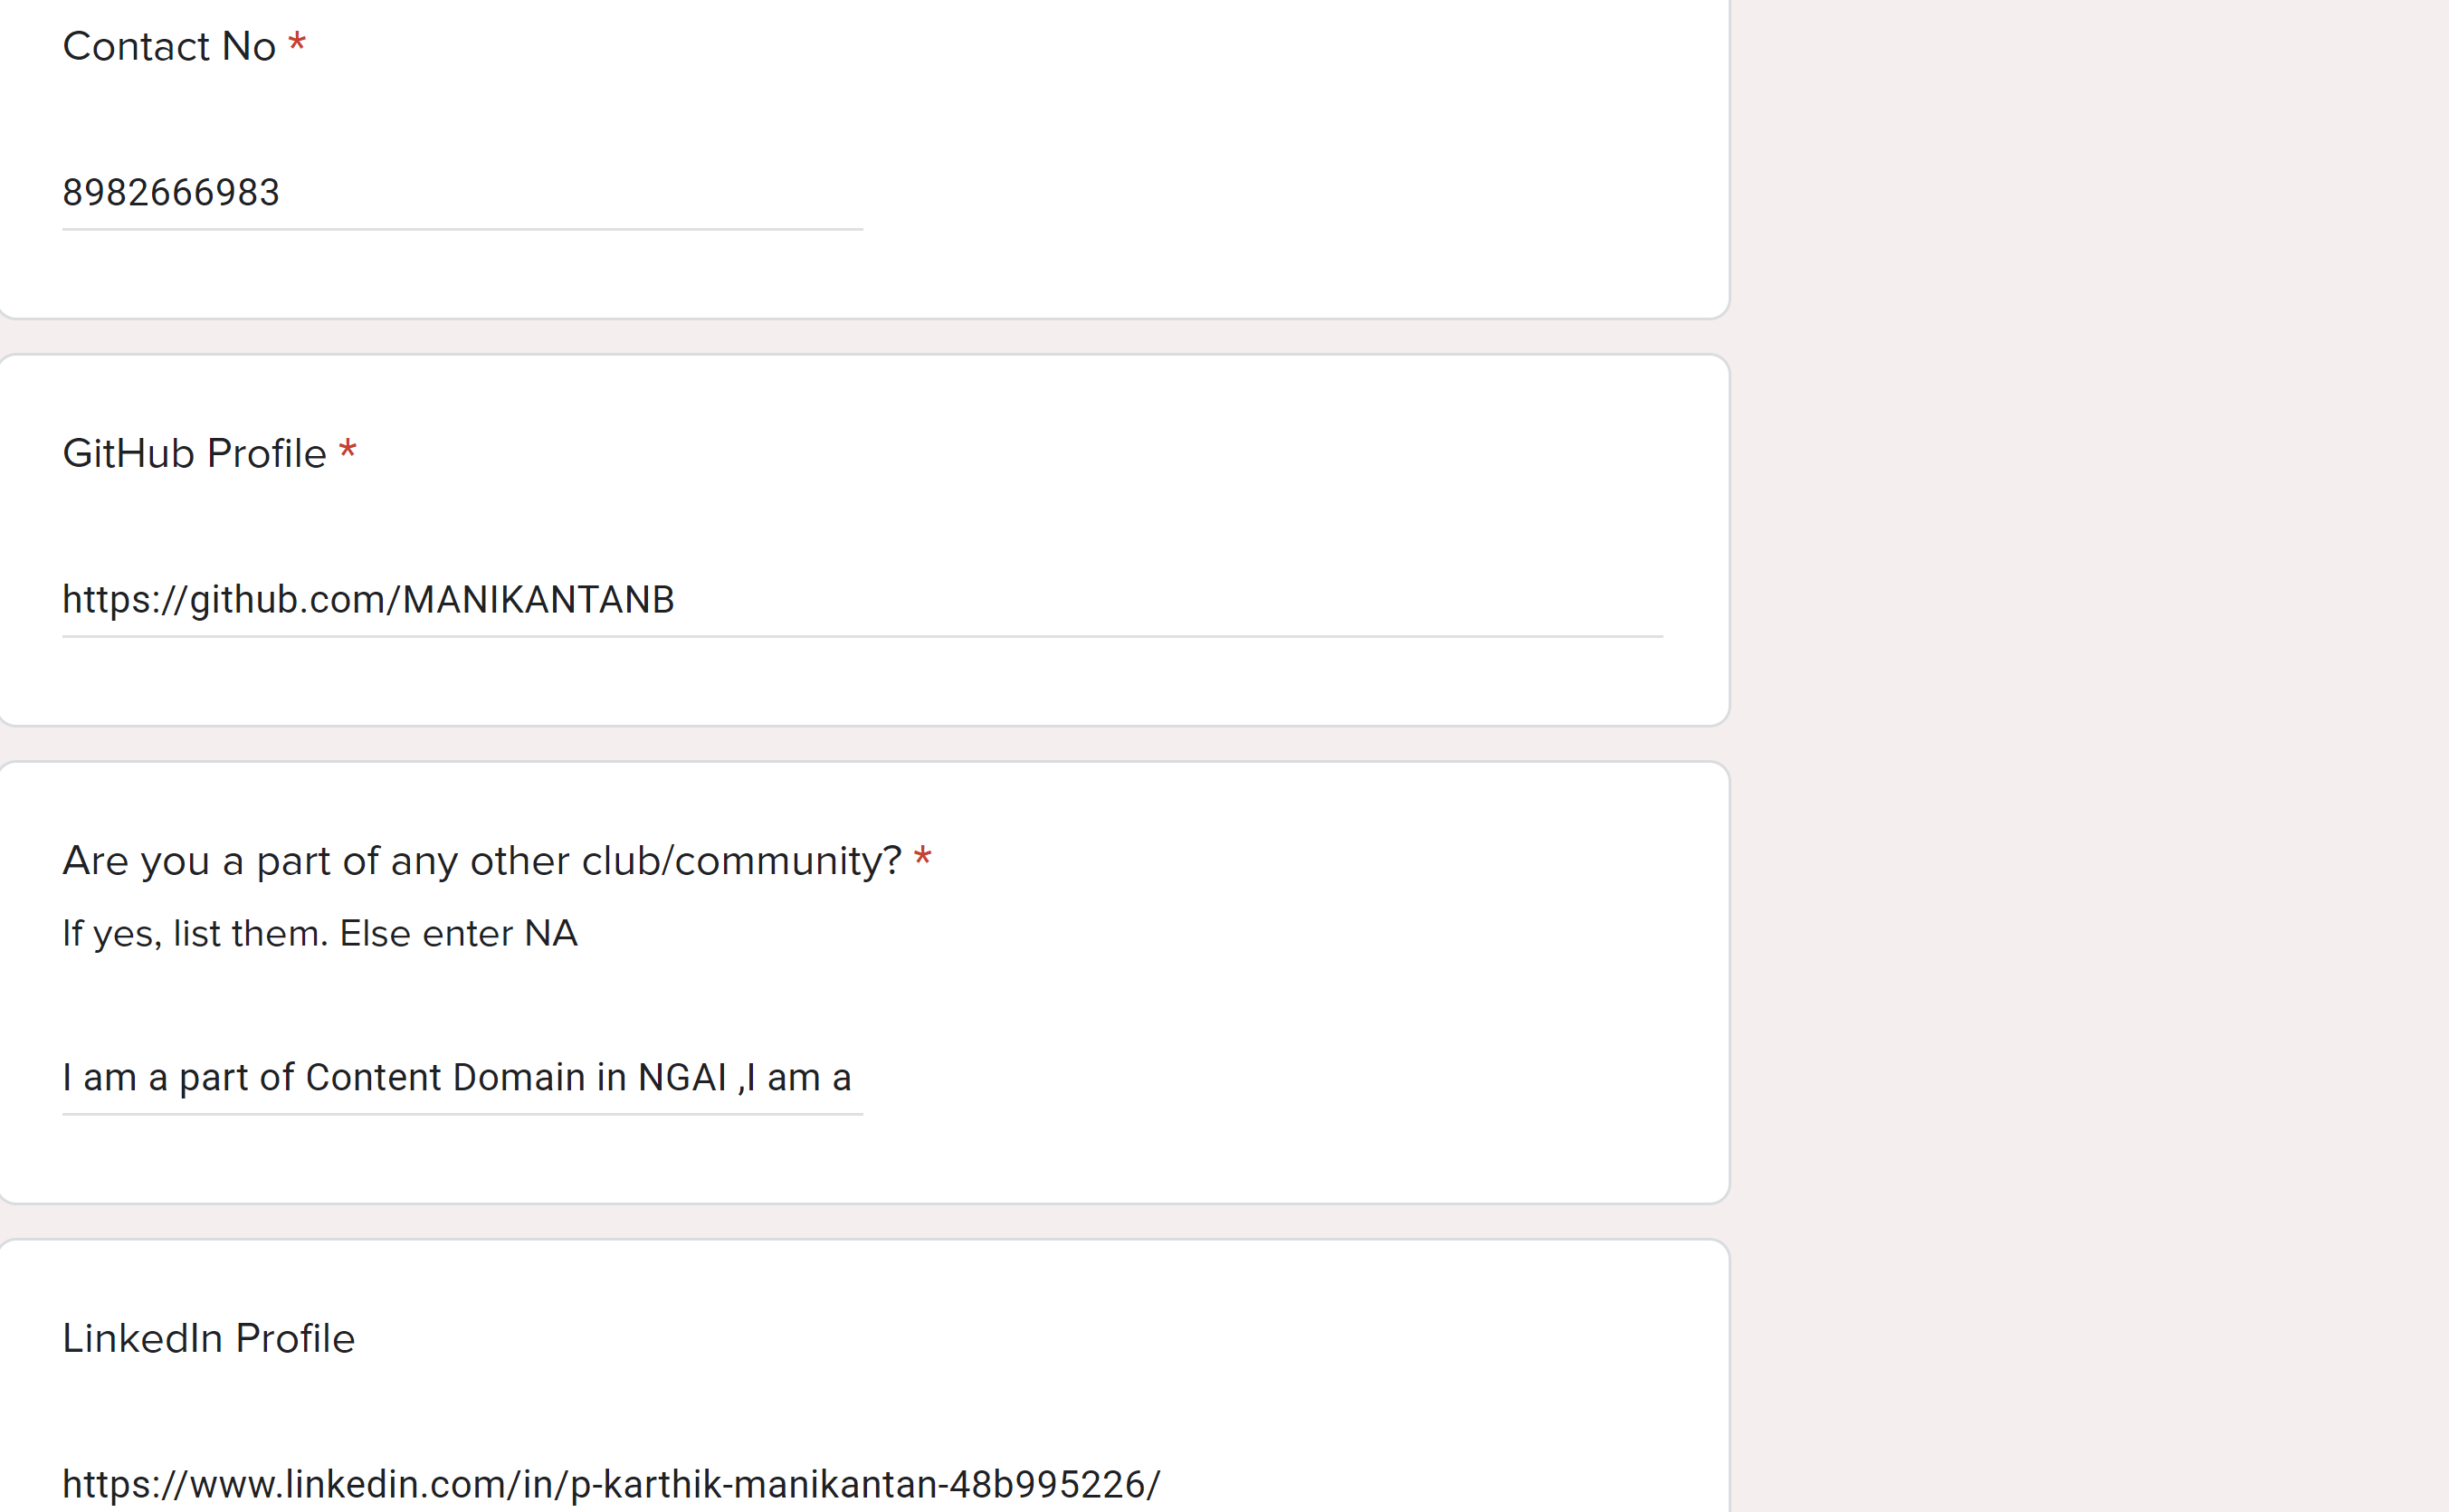 Contact No *
8982666983
GitHub Profile *
https://github.com/MANIKANTANB
Are you a part of any other club/community? *
If yes, list them. Else enter NA
I am a part of Content Domain in NGAI ,I am a
LinkedIn Profile
https://www.linkedin.com/in/p-karthik-manikantan-48b995226/